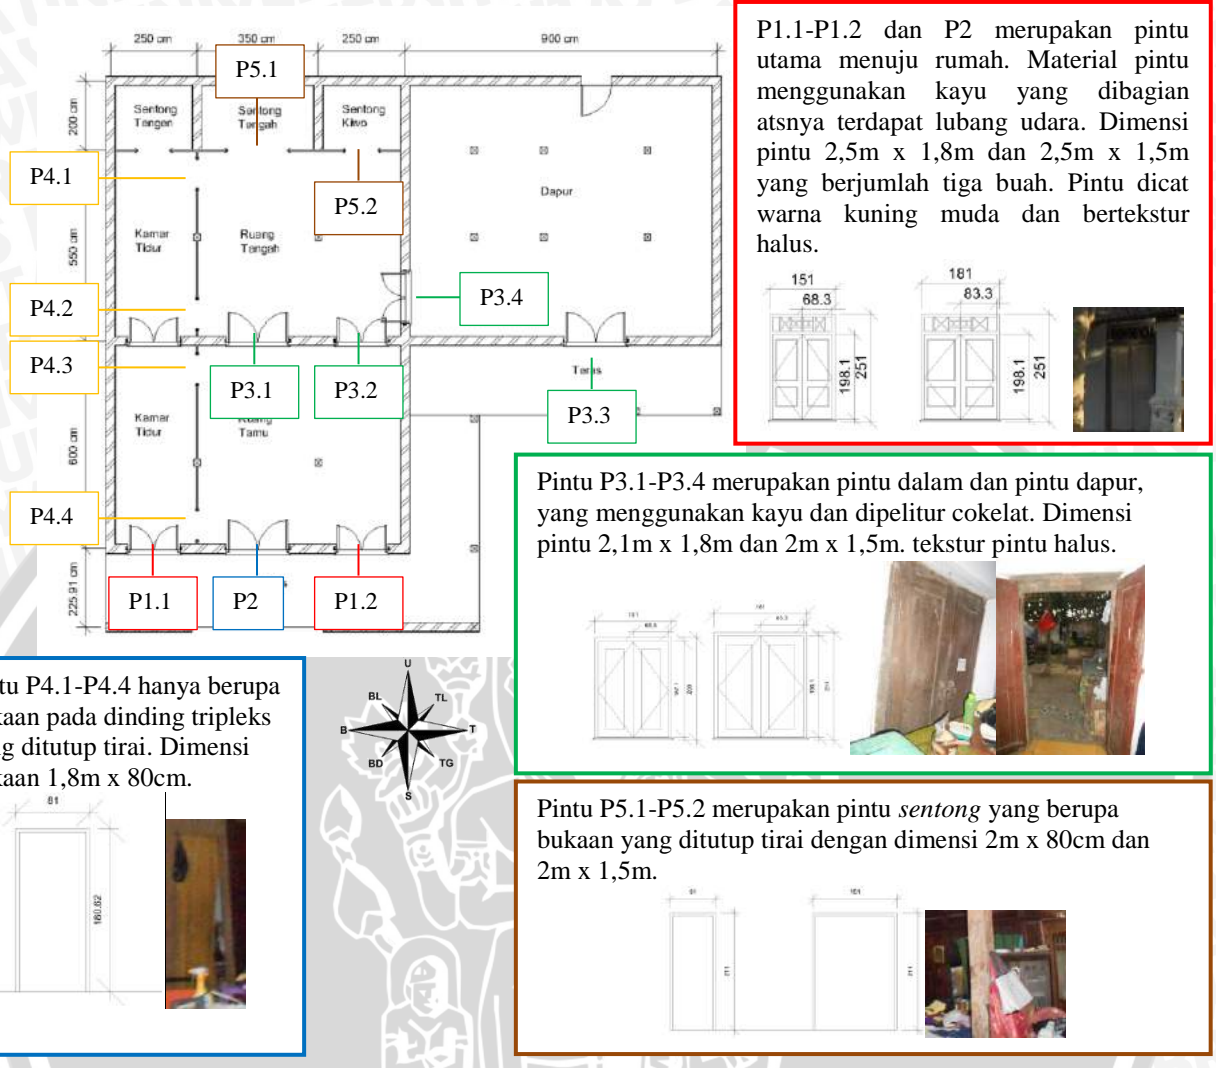 250 cm
350 cm
250 cm
900 cm
P5.1
200 cm
Sentong
Tengen
Sentong
Tengah
Sentong
Kiwo
P4.1
P5.2
Dapur
550 cm
Kamar
Tidur
Ruang
Tengah
P4.2
P3.4
P4.3
P3.1
P3.2
Teras
P3.3
600 cm
Kamar
Tidur
Ruang
Tamu
P4.4
225.91 cm
P1.1
P2
P1.2
P1.1-P1.2 dan P2 merupakan pintu
utama menuju rumah. Material pintu
menggunakan kayu yang dibagian
atsnya terdapat lubang udara. Dimensi
pintu 2,5m x 1,8m dan 2,5m x 1,5m
yang berjumlah tiga buah. Pintu dicat
warna kuning muda dan bertekstur
halus.
151
68.3
198.1
251
181
83.3
198.1
251
Pintu P3.1-P3.4 merupakan pintu dalam dan pintu dapur,
yang menggunakan kayu dan dipelitur cokelat. Dimensi
pintu 2,1m x 1,8m dan 2m x 1,5m. tekstur pintu halus.
tu P4.1-P4.4 hanya berupa
kaan pada dinding tripleks
g ditutup tirai. Dimensi
kaan 1,8m x 80cm.
81
180.62
U
BL
TL
B
T
BD
TG
S
Pintu P5.1-P5.2 merupakan pintu sentong yang berupa
bukaan yang ditutup tirai dengan dimensi 2m x 80cm dan
2m x 1,5m.
211
211